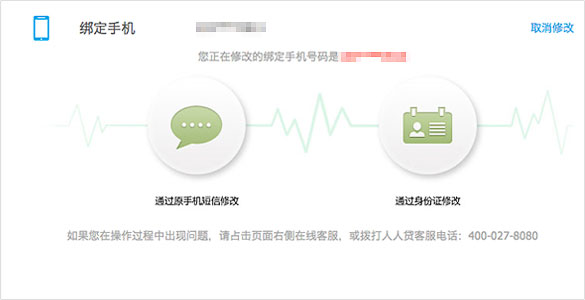 绑定手机
取消修改
您正在修改的绑定手机号码是
通过原手机短信修改
通过身份证修改
如果您在操作过程中出现问题，请占击页面右侧在线客服，或拨打人人贷客服电话：400-027-8080